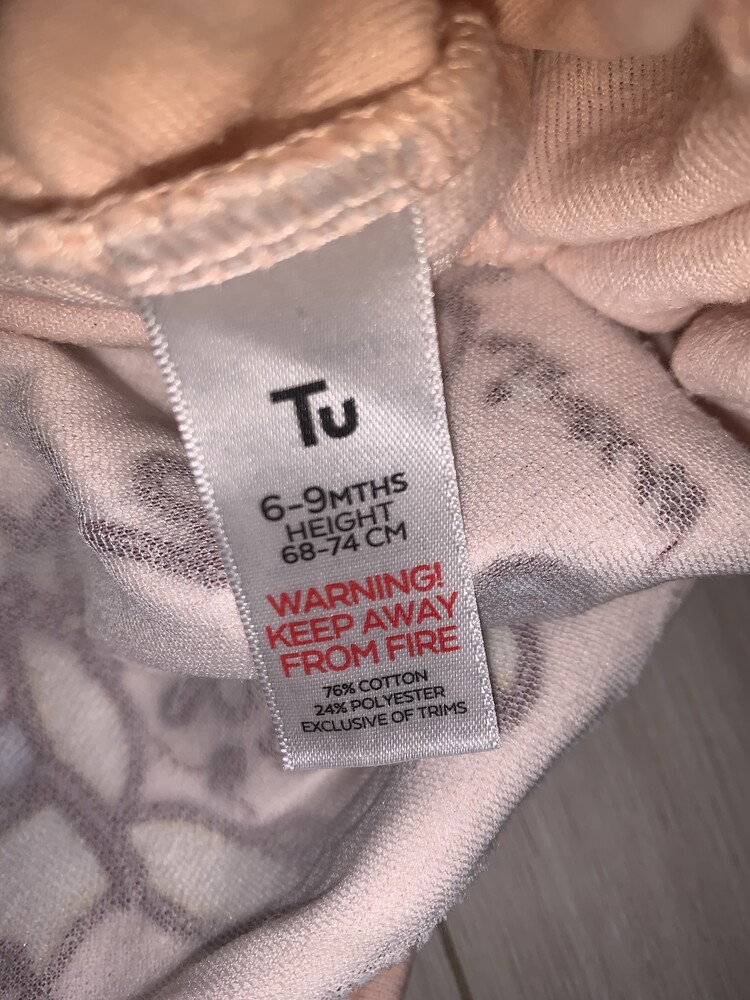 Tu
6-9MTHS
HEIGHT
68-74 CM
WARNING!
KEEP AWAY
FROM FIRE
76% COTTON
24% POLYESTER
EXCLUSIVE OF TRIMS